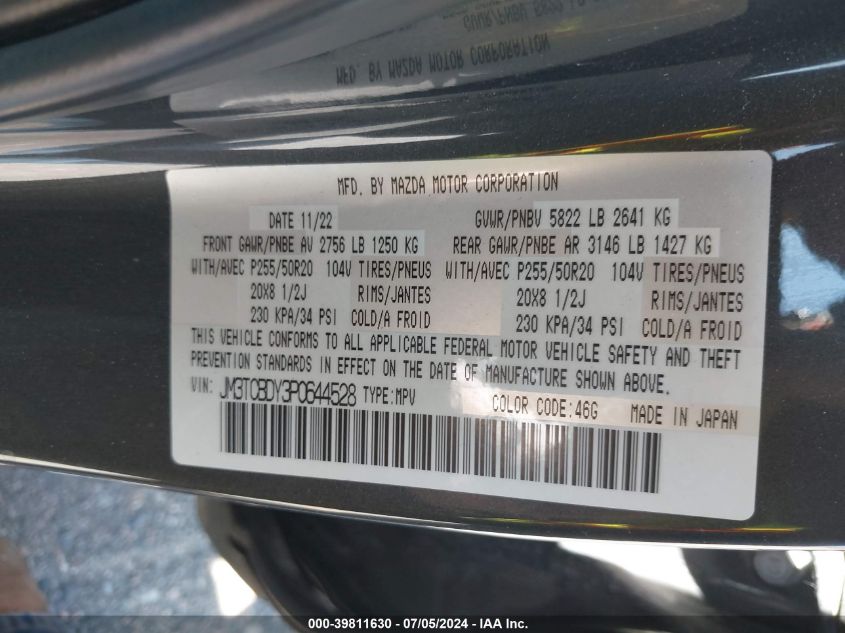 MFD. BY MAZDA MOTOR CORPORATION
DATE 11/22 GVWR/PNBV 5822 LB 2641 KG
FRONT GAWR/PNBE AV 2756 LB 1250 KG REAR GAWR/PNBE AR 3146 LB 1427 KG
WITH/AVEC P255/50R20 104V TIRES/PNEUS WITH/AVEC P255/50R20 104V TIRES/PNEUS
20X8 1/2J RIMS/JANTES 20X8 1/2J RIMS/JANTES
230 KPA/34 PSI COLD/A FROID 230 KPA/34 PSI COLD/A FROID
THIS VEHICLE CONFORMS TO ALL APPLICABLE FEDERAL MOTOR VEHICLE SAFETY AND THEFT
PREVENTION STANDARDS IN EFFECT ON THE DATE OF MANUFACTURE SHOWN ABOVE.
VIN: JM3TCBDY3P0644528 TYPE:MPV COLOR CODE:46G MADE IN JAPAN
000-39811630 - 07/05/2024 - IAA Inc.